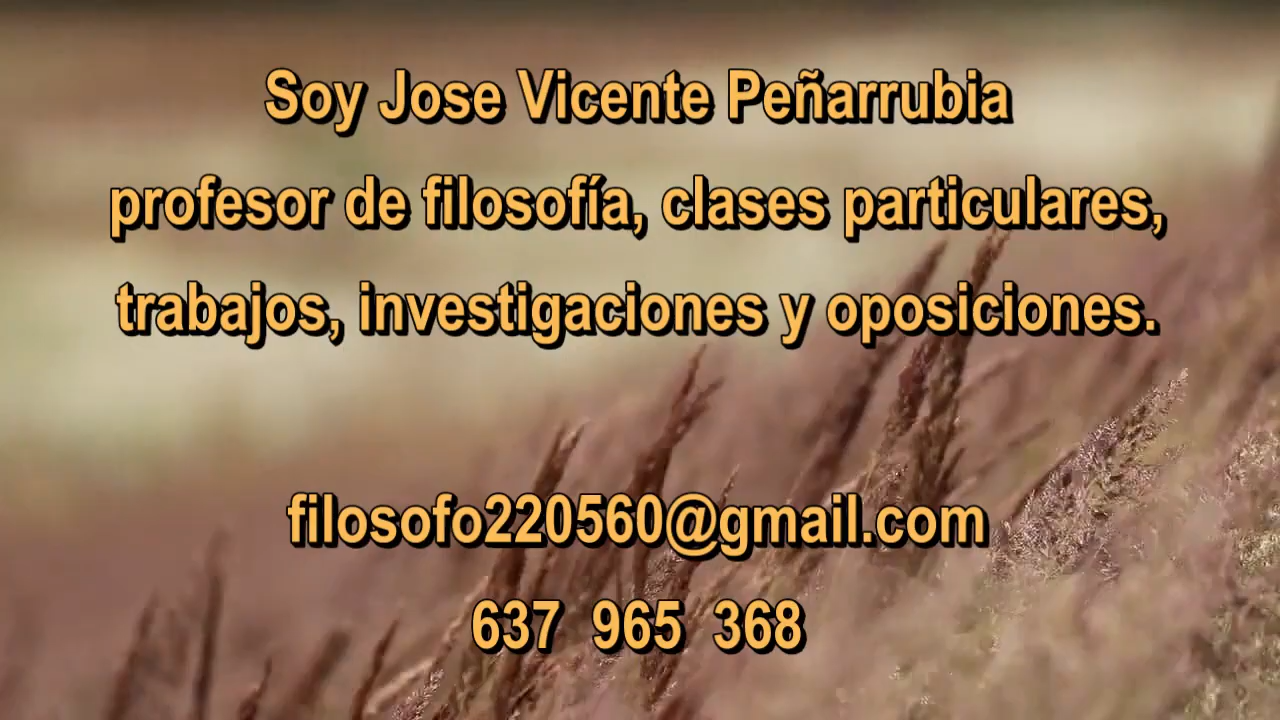 Soy Jose Vicente Peñarrubia
profesor de filosofía, clases particulares,
trabajos, investigaciones y oposiciones.
filosofo220560@gmail.com
637 965 368